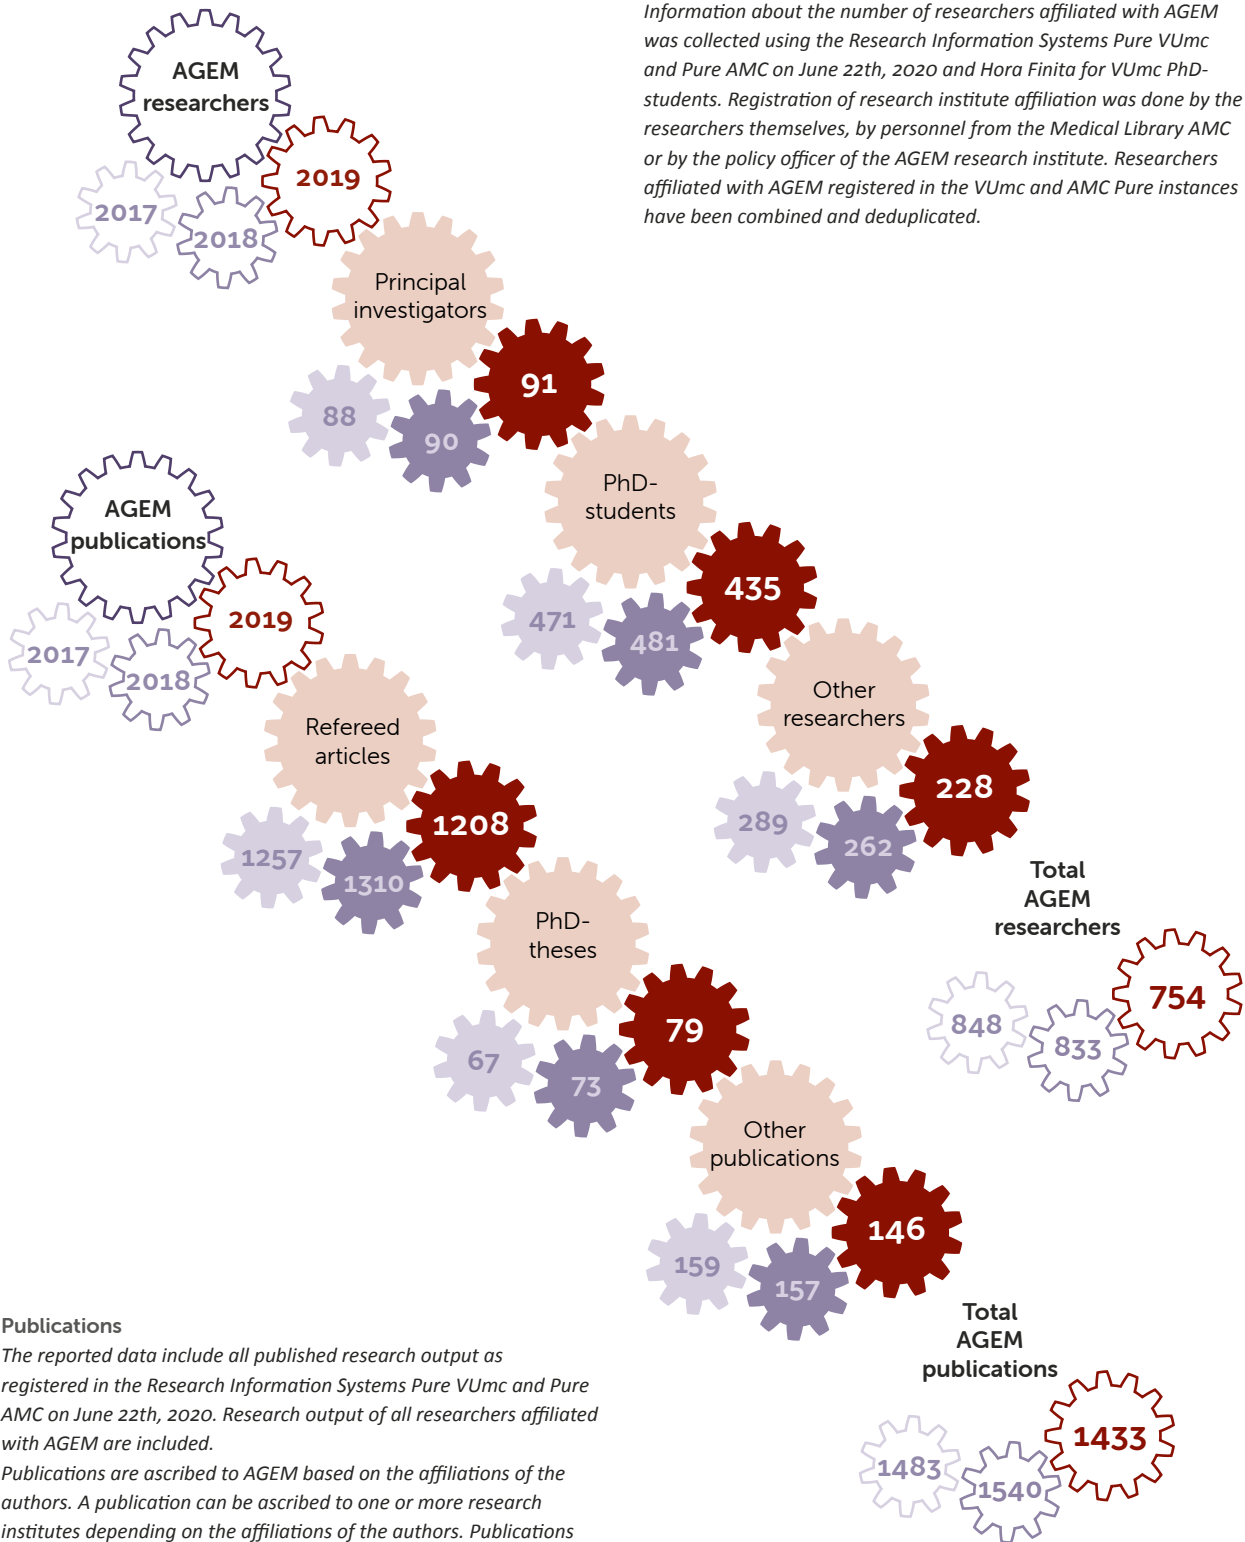 Information about the number of researchers affiliated with AGEM
was collected using the Research Information Systems Pure VUmc
and Pure AMC on June 22th, 2020 and Hora Finita for VUmc PhD-
students. Registration of research institute affiliation was done by the
researchers themselves, by personnel from the Medical Library AMC
or by the policy officer of the AGEM research institute. Researchers
affiliated with AGEM registered in the VUmc and AMC Pure instances
have been combined and deduplicated.
AGEM
researchers
2017
2018
2019
Principal
investigators
88
90
91
PhD-
students
471
481
435
Other
researchers
289
262
228
Total
AGEM
researchers
848
833
754
AGEM
publications
2017
2018
2019
Refereed
articles
1257
1310
1208
PhD-
theses
67
73
79
Other
publications
159
157
146
Total
AGEM
publications
1483
1540
1433
Publications
The reported data include all published research output as
registered in the Research Information Systems Pure VUmc and Pure
AMC on June 22th, 2020. Research output of all researchers affiliated
with AGEM are included.
Publications are ascribed to AGEM based on the affiliations of the
authors. A publication can be ascribed to one or more research
institutes depending on the affiliations of the authors. Publications